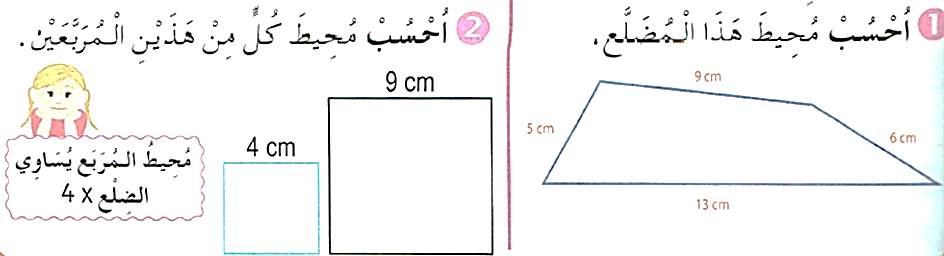 1 أُحْسُبْ مُحِيطَ هَذَا الْمُضَلَّعِ.
9 cm
5 cm
6 cm
13 cm
2 أُحْسُبْ مُحِيطَ كُلٍّ مِنْ هَذَيْنِ الْمُرَبَّعَيْنِ.
9 cm
4 cm
مُحِيطُ الـمُرَبَع يُسَاوِي
الضِلْع x 4